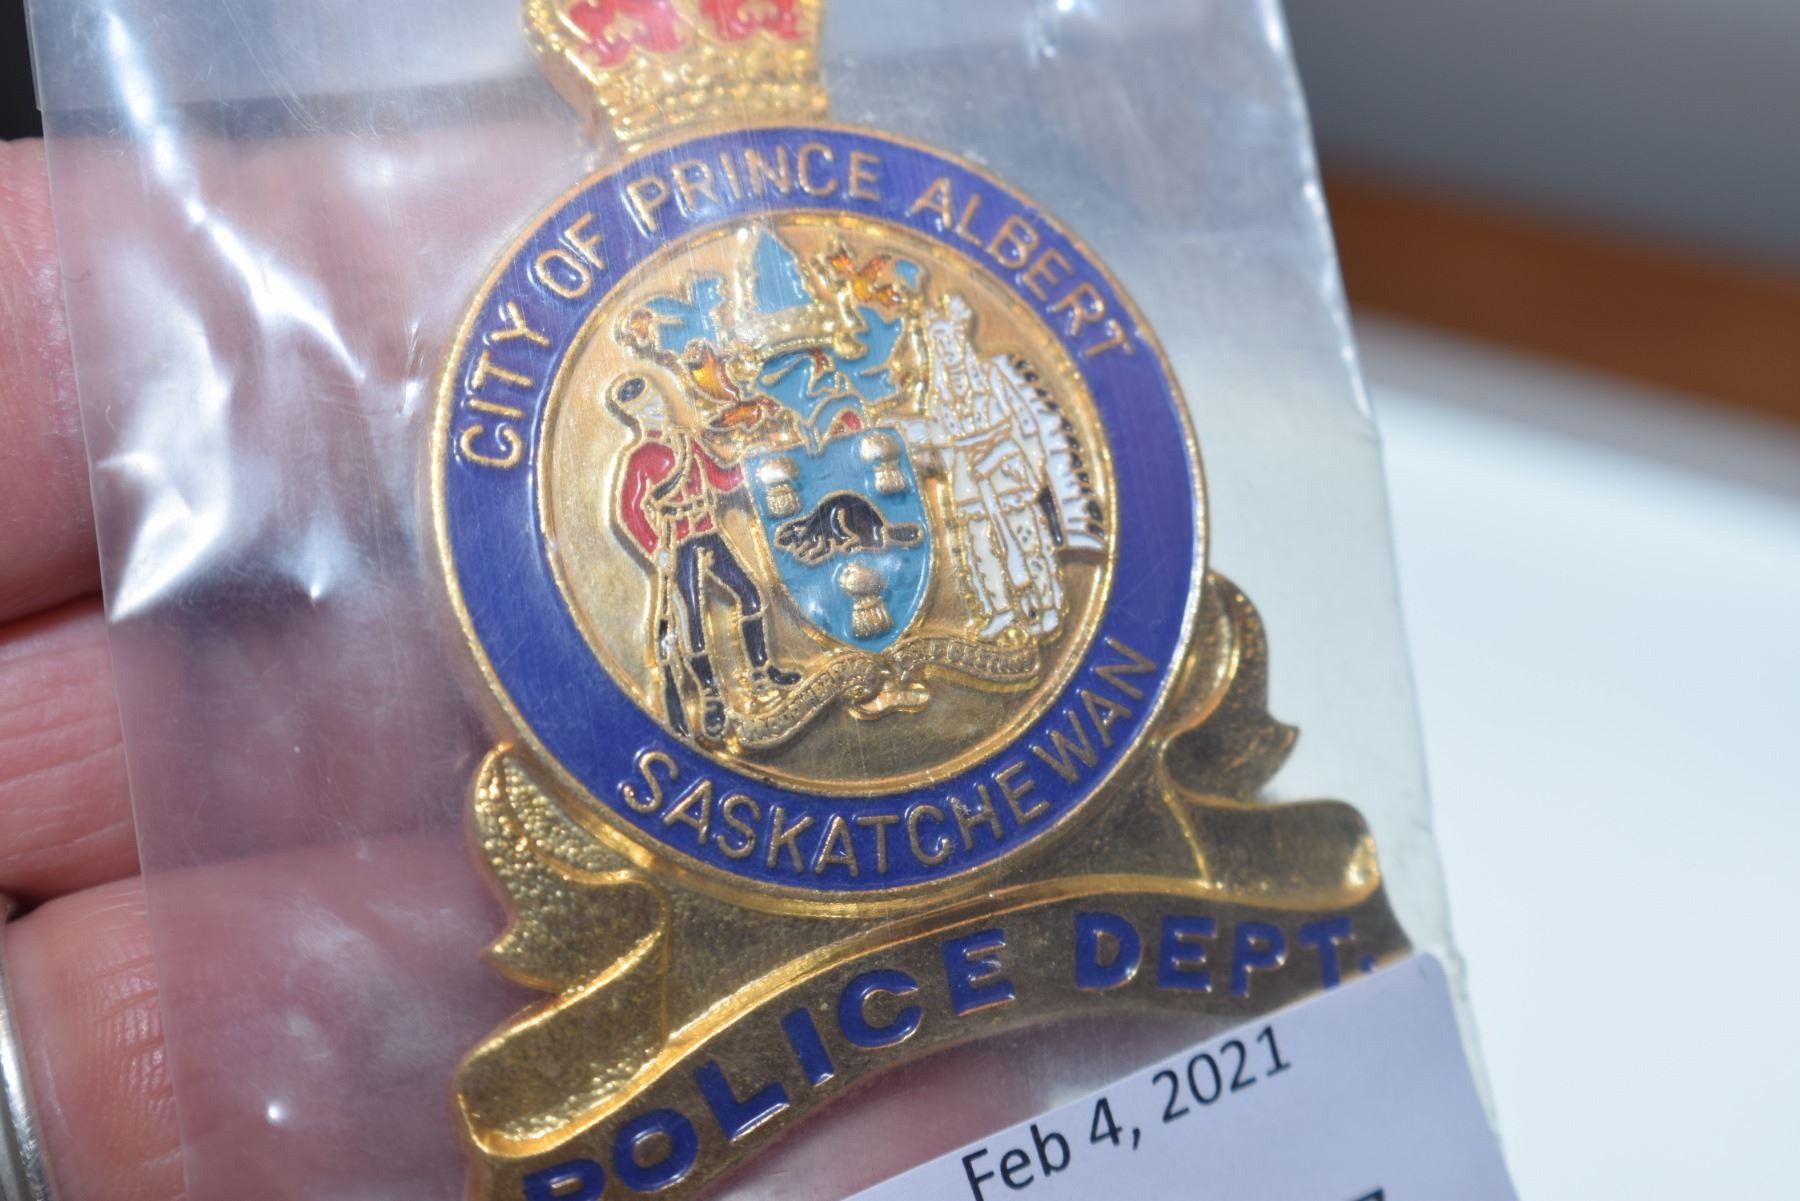 CITY OF PRINCE ALBERT
SASKATCHEWAN
POLICE DEPT.
Feb 4, 2021